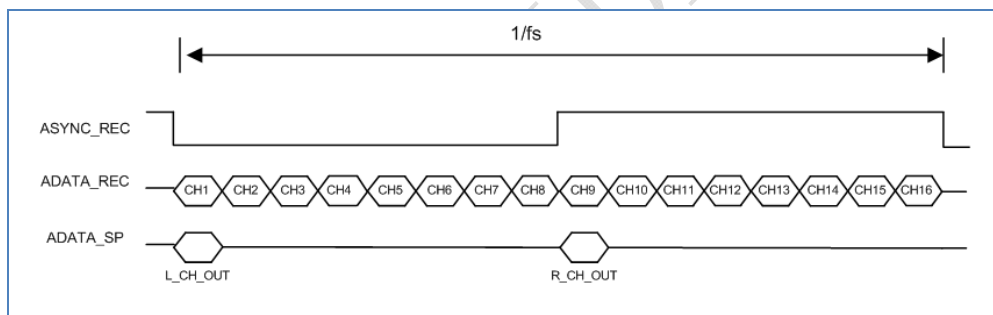 1/fs
ASYNC_REC
ADATA_REC CH1 CH2 CH3 CH4 CH5 CH6 CH7 CH8 CH9 CH10 CH11 CH12 CH13 CH14 CH15 CH16
ADATA_SP
L_CH_OUT R_CH_OUT